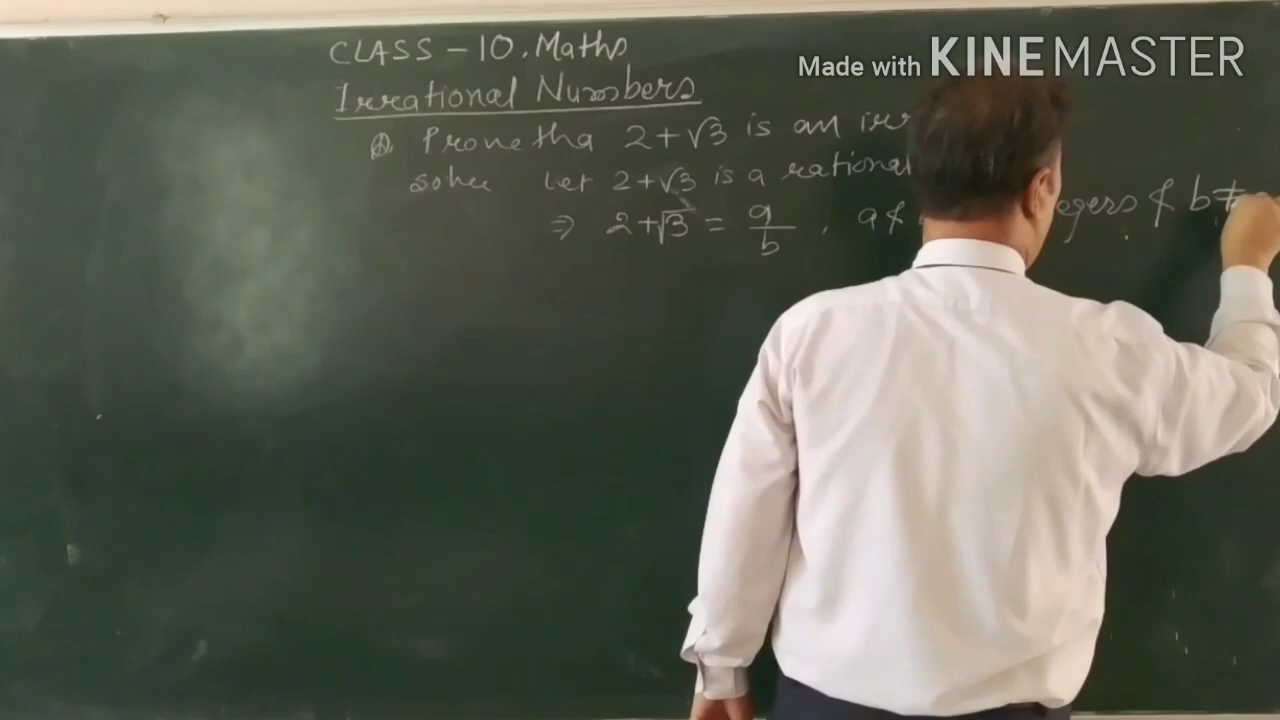 Made with KINEMASTER
CLASS - 10. Maths
Irrational Numbers
Q Prove tha 2+√3 is an irr
Let 2+√3 is a rational
⇒ 2+√3 = a/b , a & egers & b ≠